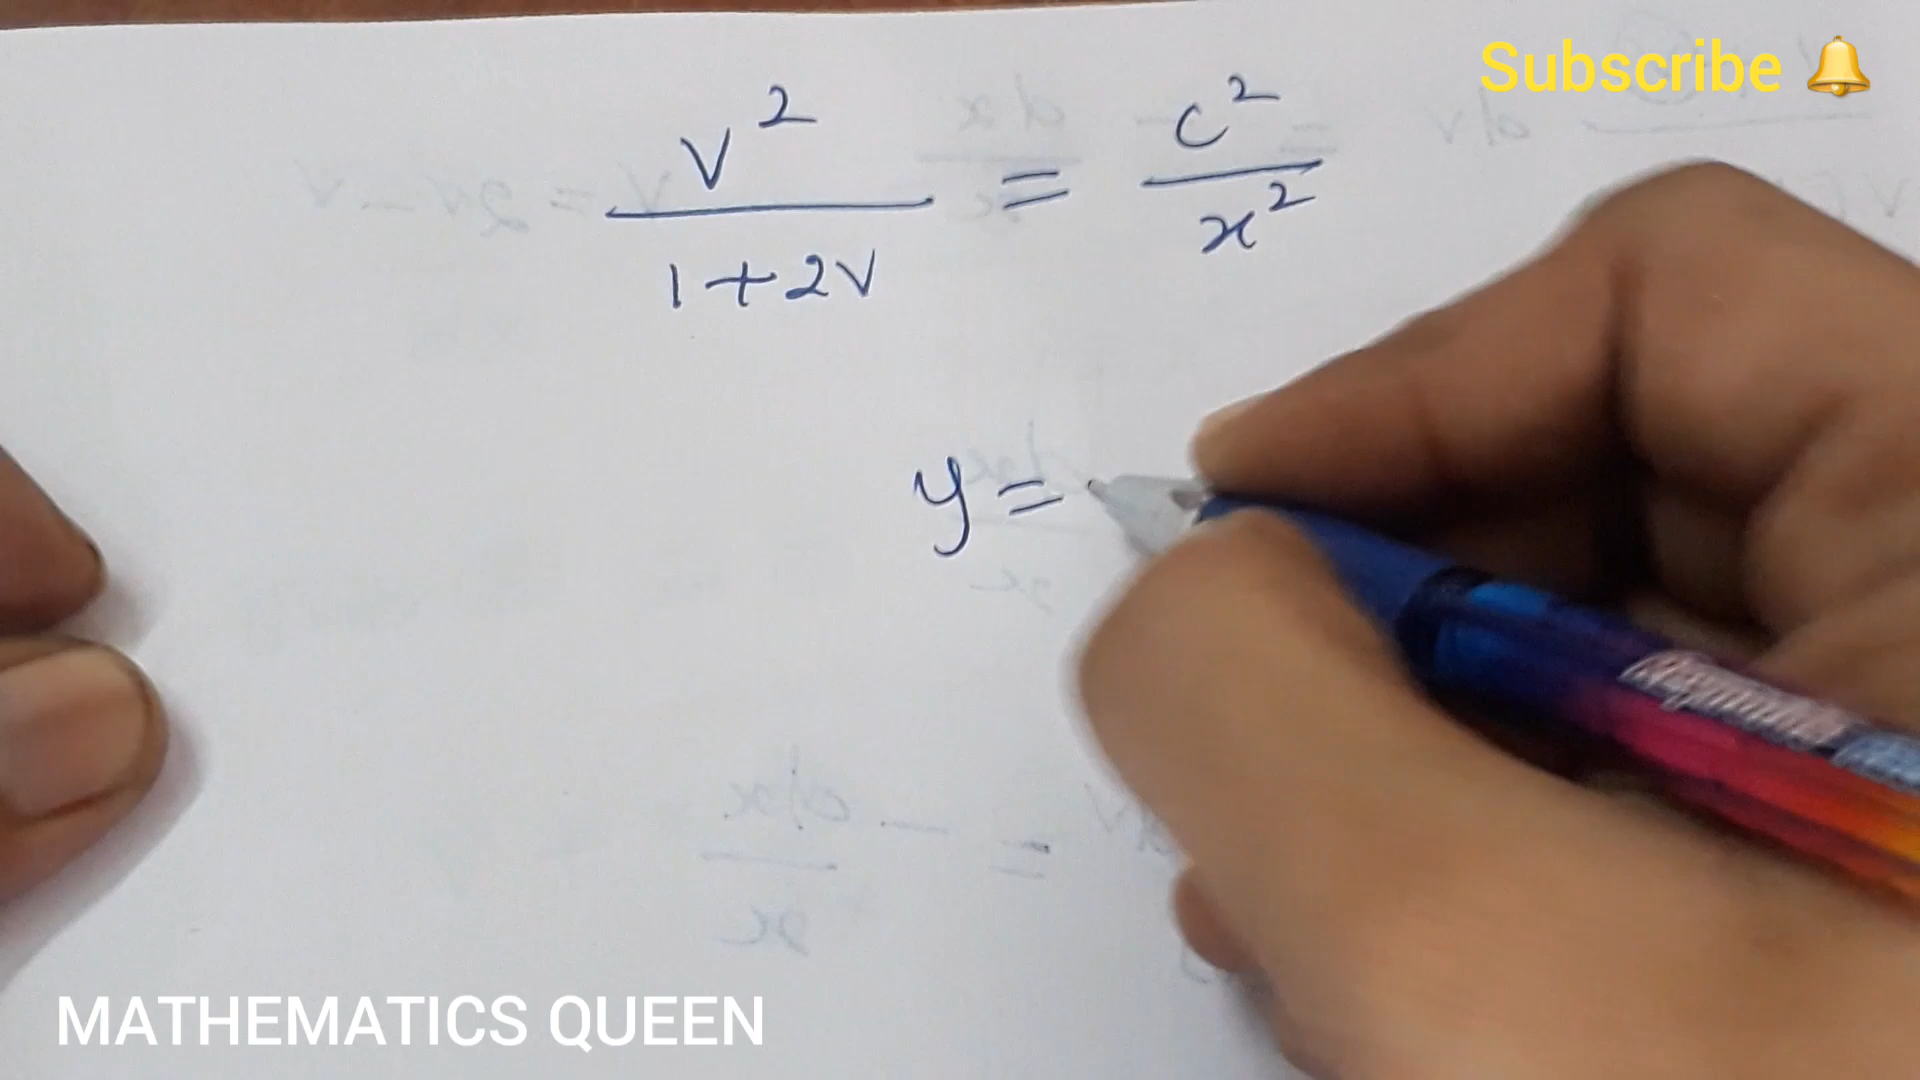 Subscribe 🔔
V² / (1+2V) = c² / x²
y =
MATHEMATICS QUEEN